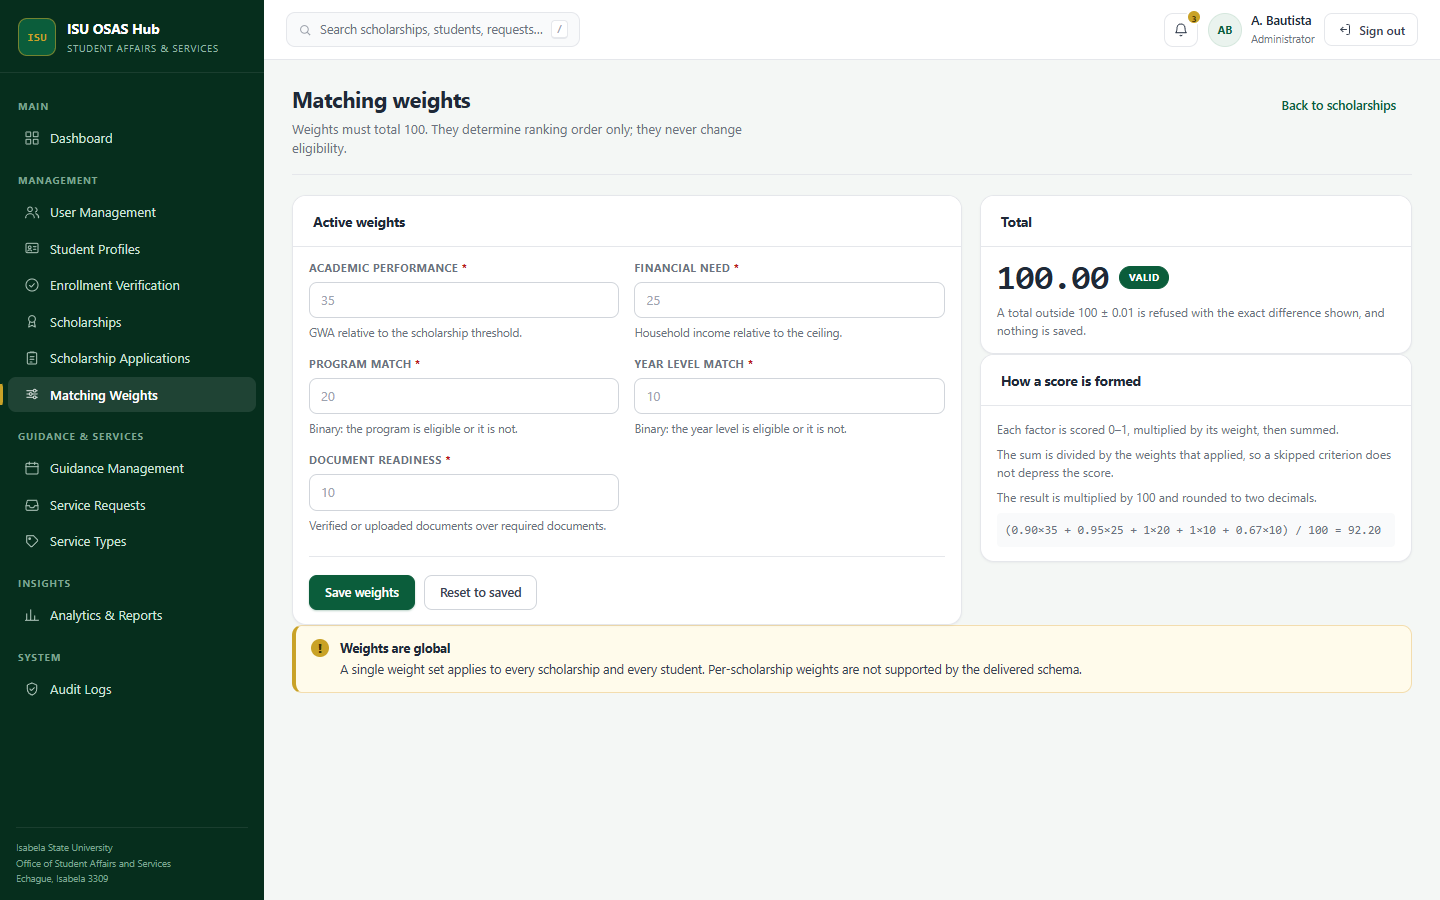 ISU
ISU OSAS Hub
STUDENT AFFAIRS & SERVICES
MAIN
Dashboard
MANAGEMENT
User Management
Student Profiles
Enrollment Verification
Scholarships
Scholarship Applications
Matching Weights
GUIDANCE & SERVICES
Guidance Management
Service Requests
Service Types
INSIGHTS
Analytics & Reports
SYSTEM
Audit Logs
Isabela State University
Office of Student Affairs and Services
Echague, Isabela 3309
Search scholarships, students, requests... /
3
AB
A. Bautista
Administrator
Sign out
Matching weights
Weights must total 100. They determine ranking order only; they never change
eligibility.
Back to scholarships
Active weights
ACADEMIC PERFORMANCE *
35
GWA relative to the scholarship threshold.
FINANCIAL NEED *
25
Household income relative to the ceiling.
PROGRAM MATCH *
20
Binary: the program is eligible or it is not.
YEAR LEVEL MATCH *
10
Binary: the year level is eligible or it is not.
DOCUMENT READINESS *
10
Verified or uploaded documents over required documents.
Save weights
Reset to saved
Total
100.00 VALID
A total outside 100 ± 0.01 is refused with the exact difference shown, and
nothing is saved.
How a score is formed
Each factor is scored 0–1, multiplied by its weight, then summed.
The sum is divided by the weights that applied, so a skipped criterion does
not depress the score.
The result is multiplied by 100 and rounded to two decimals.
(0.90×35 + 0.95×25 + 1×20 + 1×10 + 0.67×10) / 100 = 92.20
! Weights are global
A single weight set applies to every scholarship and every student. Per-scholarship weights are not supported by the delivered schema.